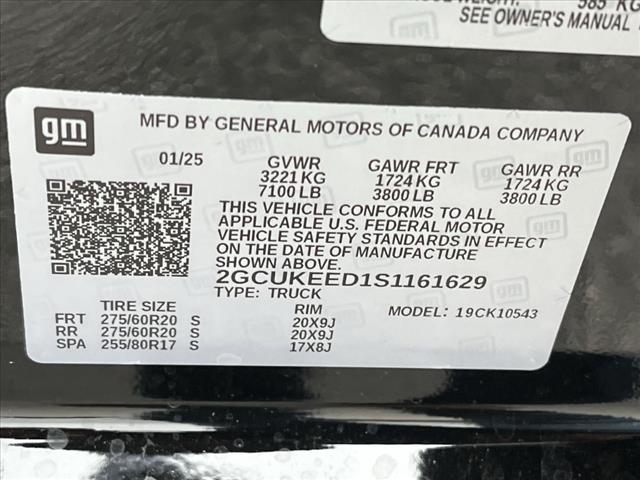 585 KG
SEE OWNER'S MANUAL
gm
MFD BY GENERAL MOTORS OF CANADA COMPANY
01/25 GVWR GAWR FRT GAWR RR
3221 KG 1724 KG 1724 KG
7100 LB 3800 LB 3800 LB
THIS VEHICLE CONFORMS TO ALL
APPLICABLE U.S. FEDERAL MOTOR
VEHICLE SAFETY STANDARDS IN EFFECT
ON THE DATE OF MANUFACTURE
SHOWN ABOVE.
2GCUKEED1S1161629
TYPE: TRUCK
MODEL: 19CK10543
TIRE SIZE RIM
FRT 275/60R20 S 20X9J
RR 275/60R20 S 20X9J
SPA 255/80R17 S 17X8J